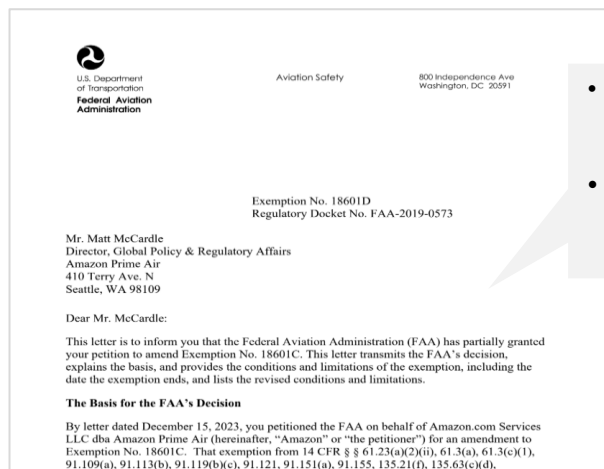 U.S. Department
of Transportation
Federal Aviation
Administration
Aviation Safety
800 Independence Ave
Washington, DC 20591
Exemption No. 18601D
Regulatory Docket No. FAA-2019-0573
Mr. Matt McCardle
Director, Global Policy & Regulatory Affairs
Amazon Prime Air
410 Terry Ave. N
Seattle, WA 98109
Dear Mr. McCardle:
This letter is to inform you that the Federal Aviation Administration (FAA) has partially granted
your petition to amend Exemption No. 18601C. This letter transmits the FAA's decision,
explains the basis, and provides the conditions and limitations of the exemption, including the
date the exemption ends, and lists the revised conditions and limitations.
The Basis for the FAA's Decision
By letter dated December 15, 2023, you petitioned the FAA on behalf of Amazon.com Services
LLC dba Amazon Prime Air (hereinafter, "Amazon" or "the petitioner") for an amendment to
Exemption No. 18601C. That exemption from 14 CFR § § 61.23(a)(2)(ii), 61.3(a), 61.3(c)(1),
91.109(a), 91.113(b), 91.119(b)(c), 91.121, 91.151(a), 91.155, 135.21(f), 135.63(c)(d),